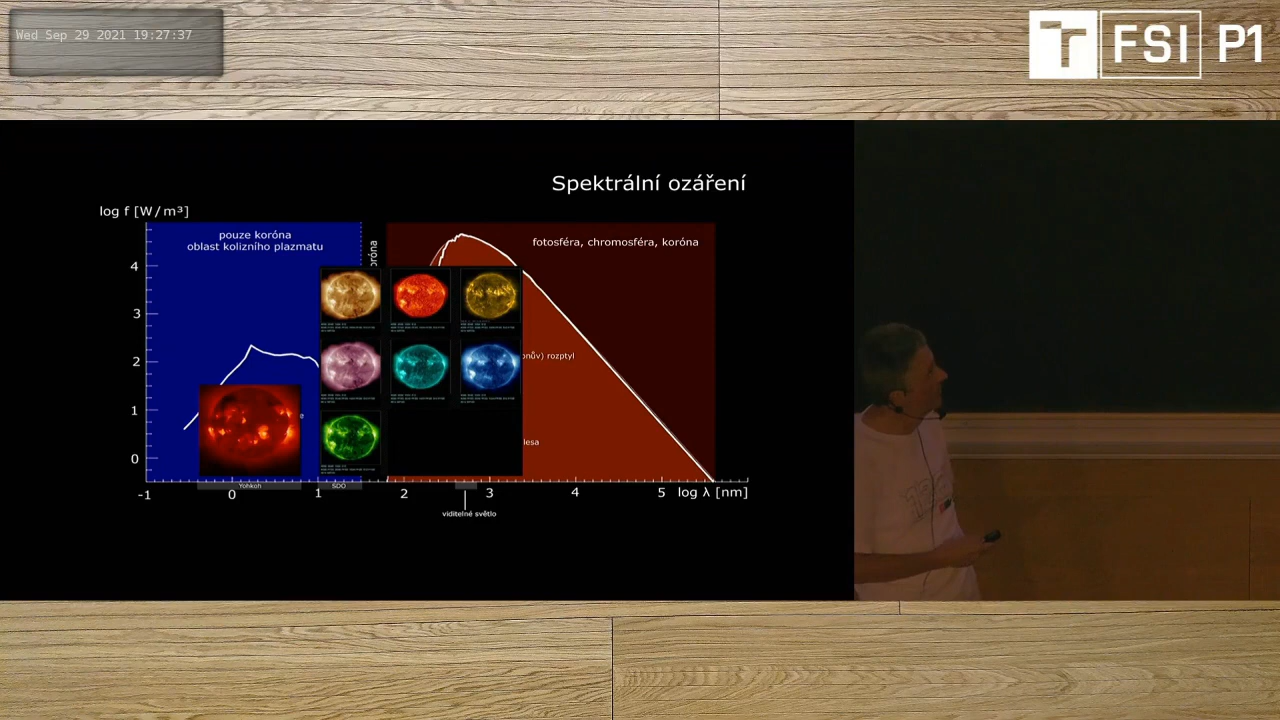 Wed Sep 29 2021 19:27:37
T FSI P1
Spektrální ozáření
log f [W/m³]
pouze koróna
oblast kolizního plazmatu
fotosféra, chromosféra, koróna
4
3
2
1
0
rozptyl
Yohkoh
SDO
-1 0 1 2 3 4 5 log λ [nm]
viditelné světlo